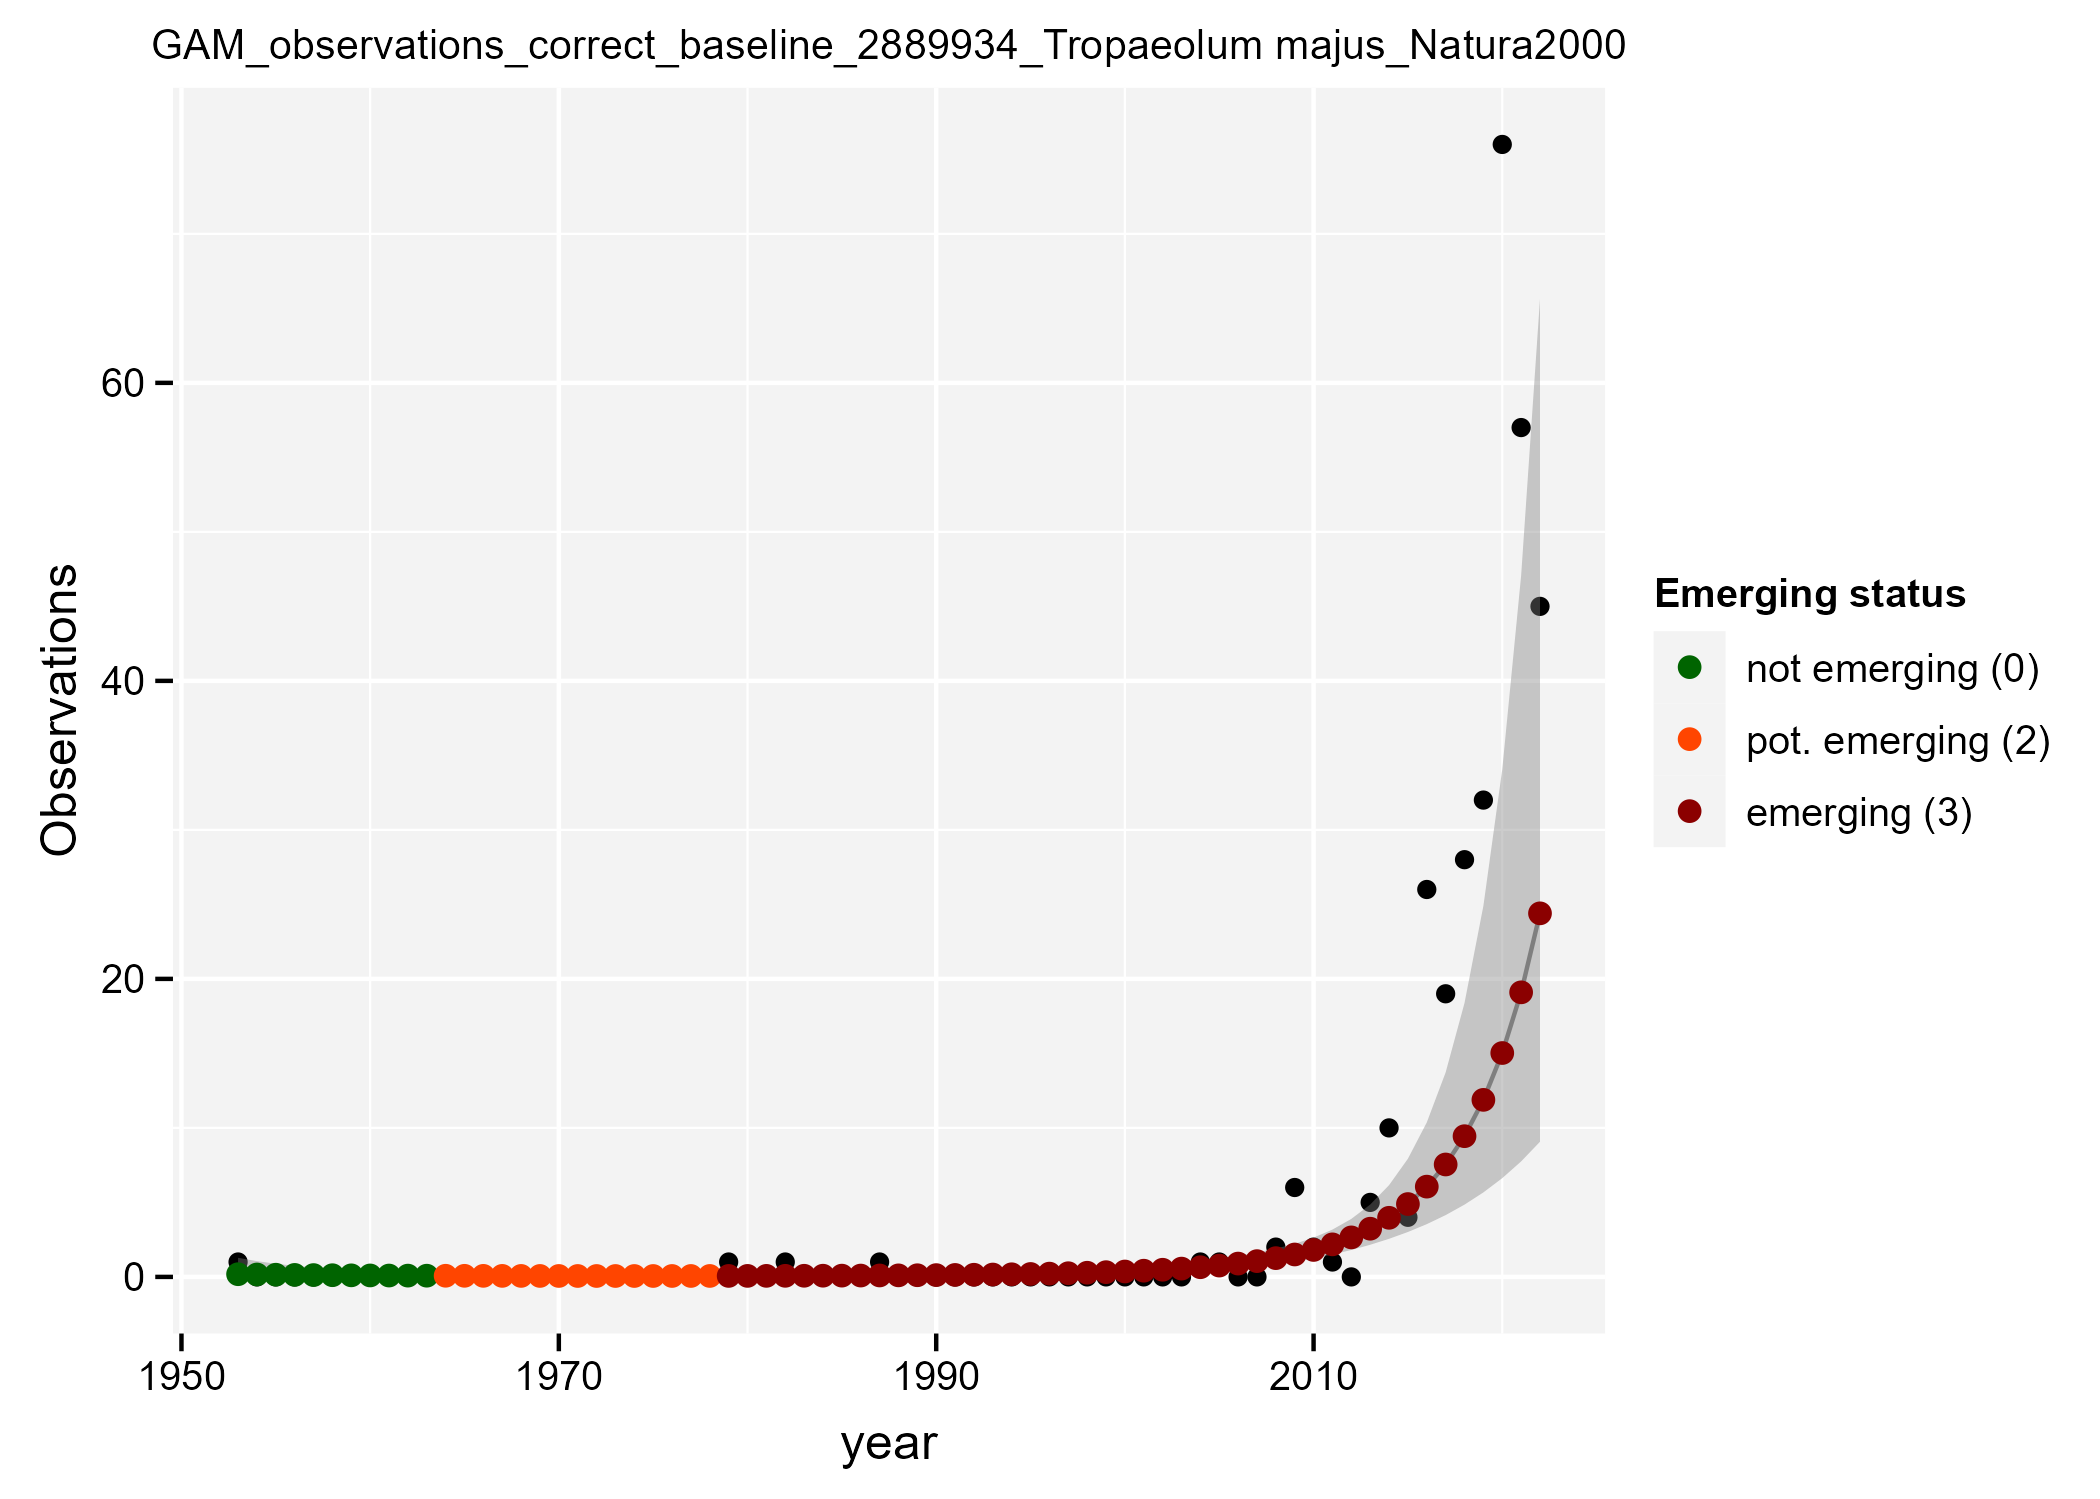 GAM_observations_correct_baseline_2889934_Tropaeolum majus_Natura2000
Observations
60
40
20
0
1950 1970 1990 2010
year
Emerging status
not emerging (0)
pot. emerging (2)
emerging (3)